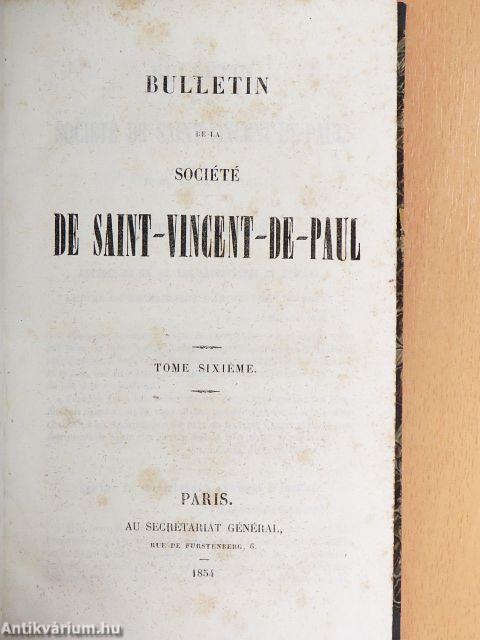 BULLETIN
DE LA
SOCIÉTÉ
DE SAINT-VINCENT-DE-PAUL
TOME SIXIÈME.
PARIS.
AU SECRÉTARIAT GÉNÉRAL,
RUE DE FURSTENBERG, 6.
1854
Antikvárium.hu